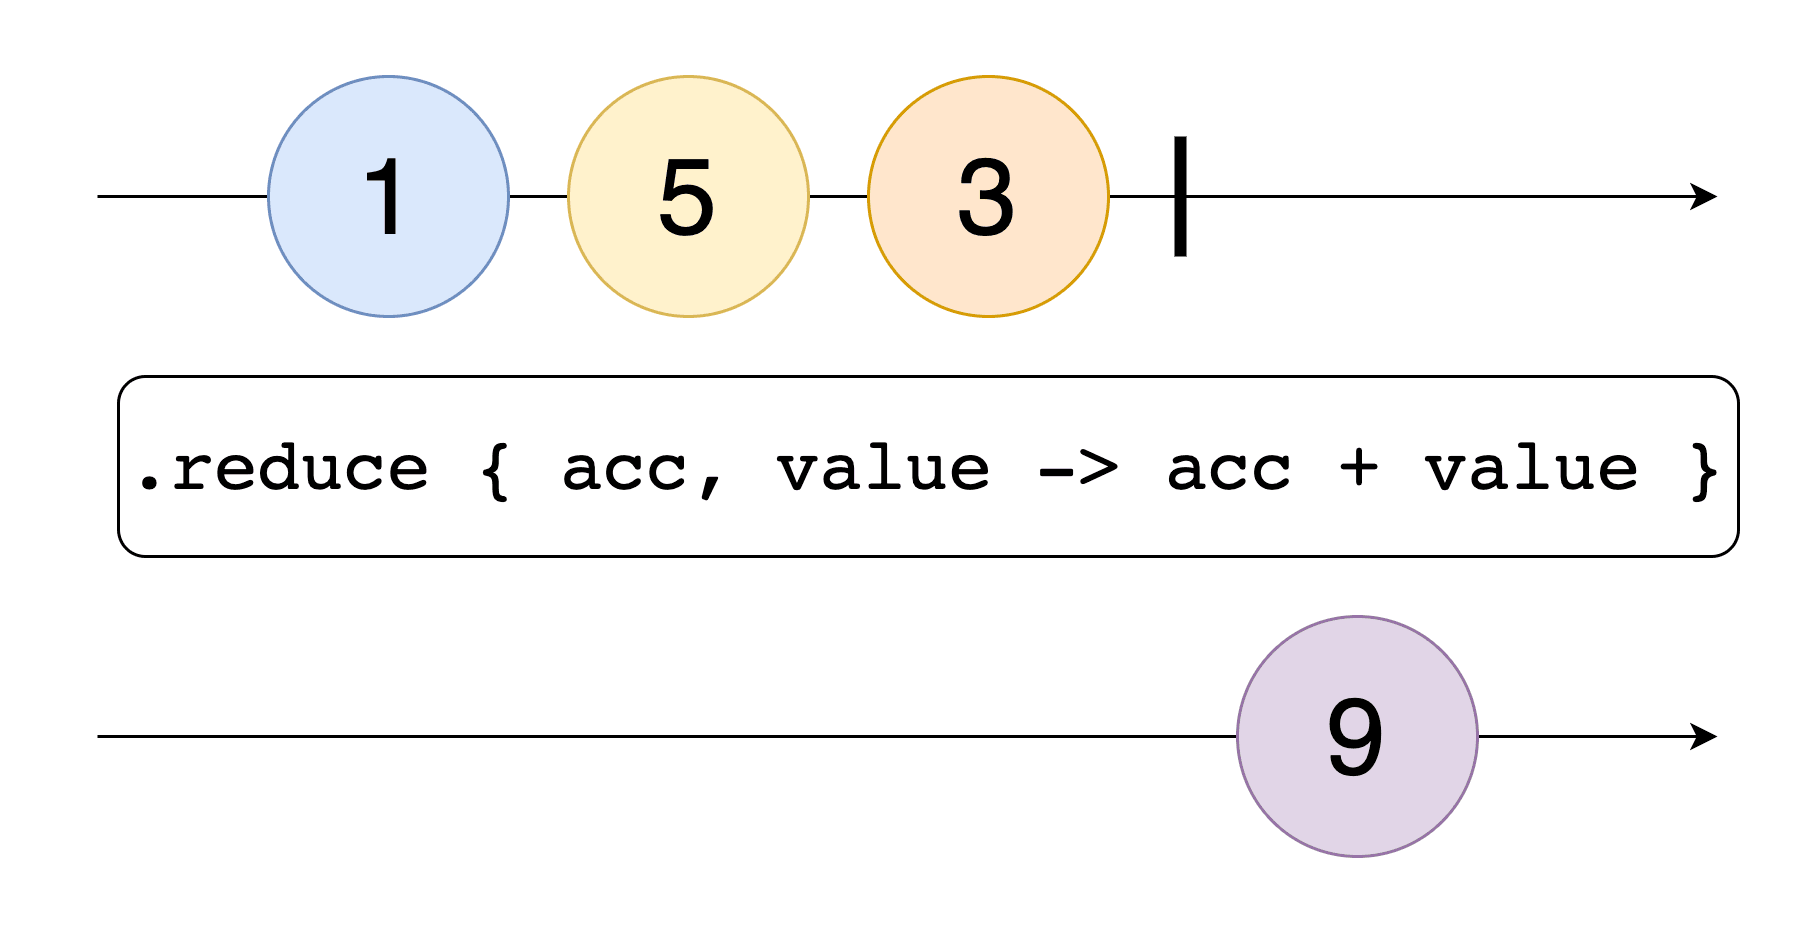 1 5 3
.reduce { acc, value -> acc + value }
9